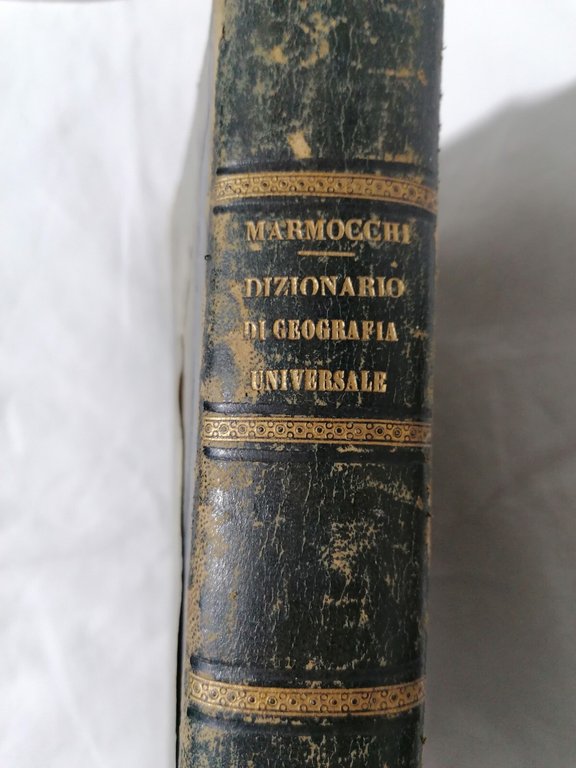 MARMOCCHI
DIZIONARIO
DI GEOGRAFIA
UNIVERSALE